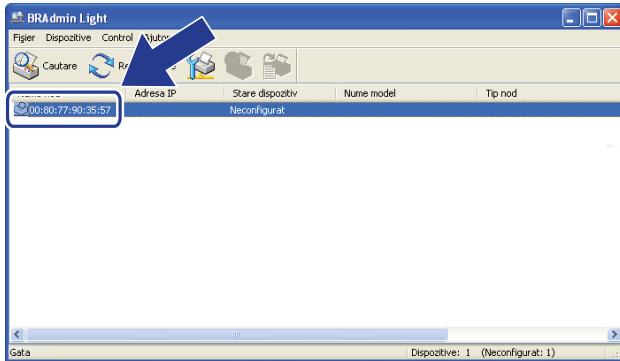 BRAdmin Light
Fişier Dispozitive Control
Cautare
Adresa IP Stare dispozitiv Nume model Tip nod
00:80:77:90:35:57 Neconfigurat
Gata Dispozitive: 1 (Neconfigurat: 1)